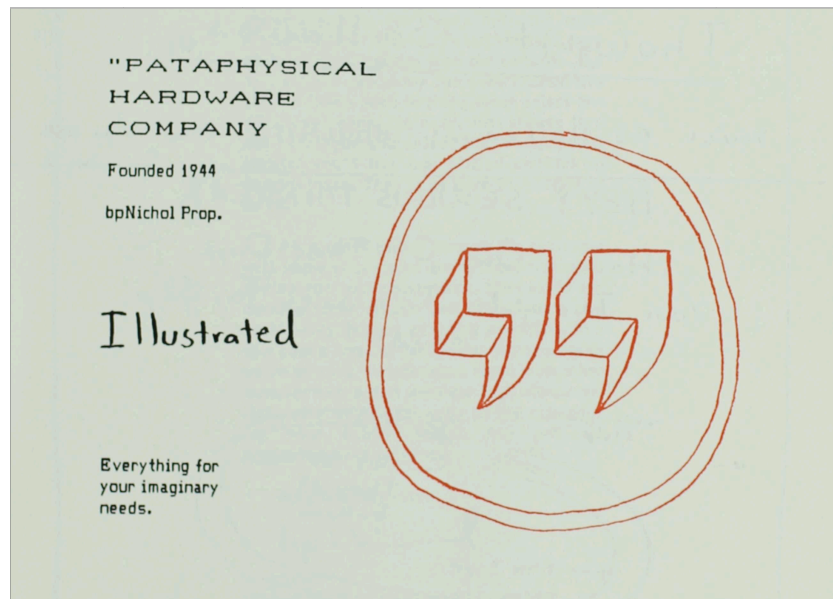 "PATAPHYSICAL
HARDWARE
COMPANY
Founded 1944
bpNichol Prop.
Illustrated
Everything for
your imaginary
needs.